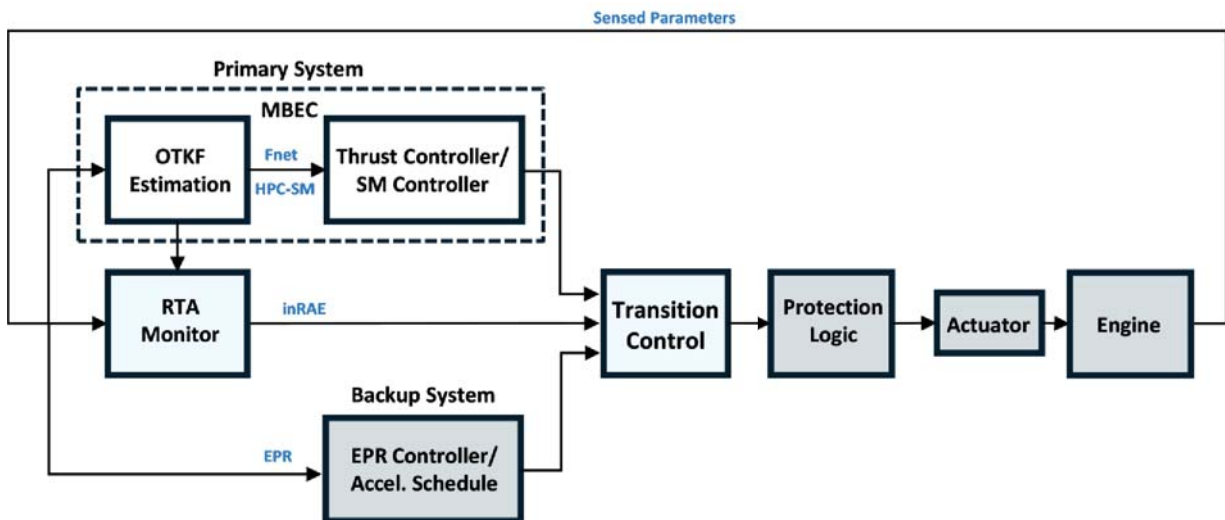 Sensed Parameters
Primary System
MBEC
OTKF
Estimation
Fnet
HPC-SM
Thrust Controller/
SM Controller
RTA
Monitor
inRAE
Transition
Control
Protection
Logic
Actuator
Engine
Backup System
EPR
EPR Controller/
Accel. Schedule